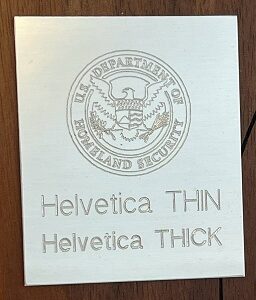 U.S. DEPARTMENT OF
HOMELAND SECURITY
Helvetica THIN
Helvetica THICK